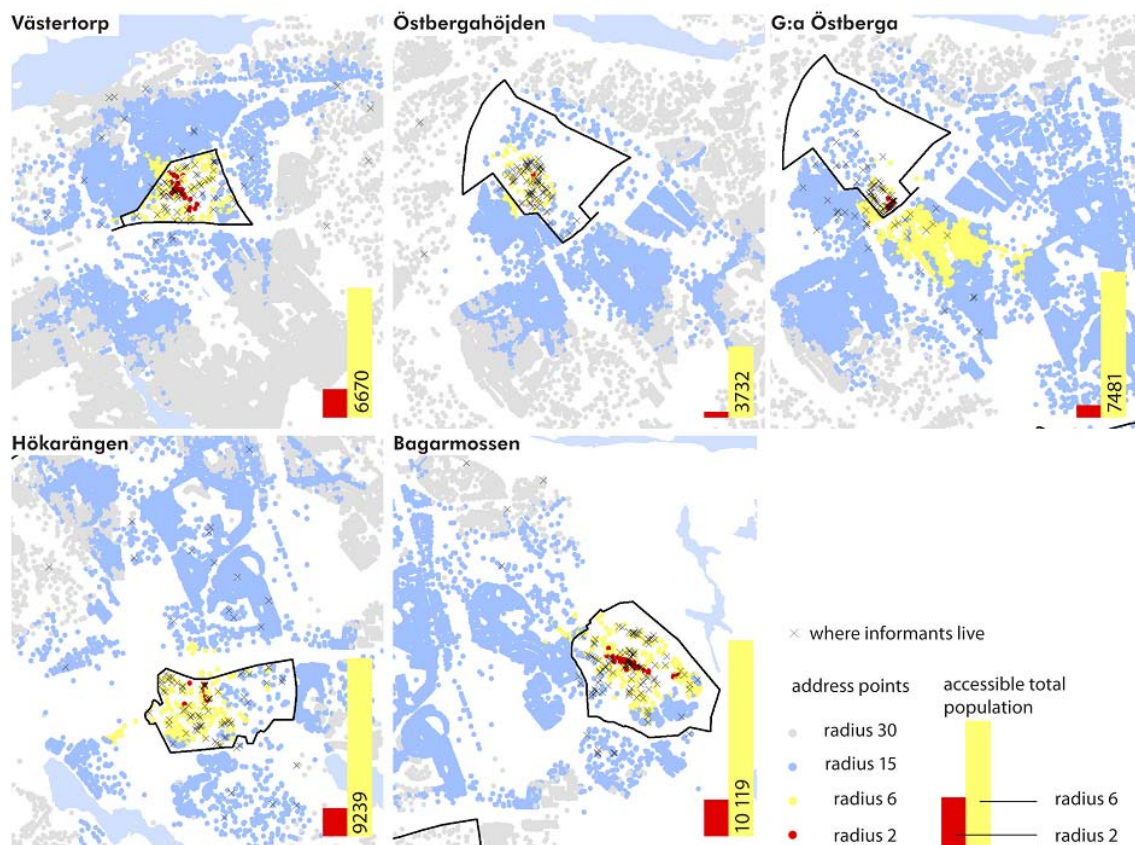 Västertorp
Östbergahöjden
G:a Östberga
6670
3732
7481
Hökarängen
Bagarmossen
9239
10 119
× where informants live
address points
accessible total
population
radius 30
radius 15
radius 6
radius 2
radius 6
radius 2